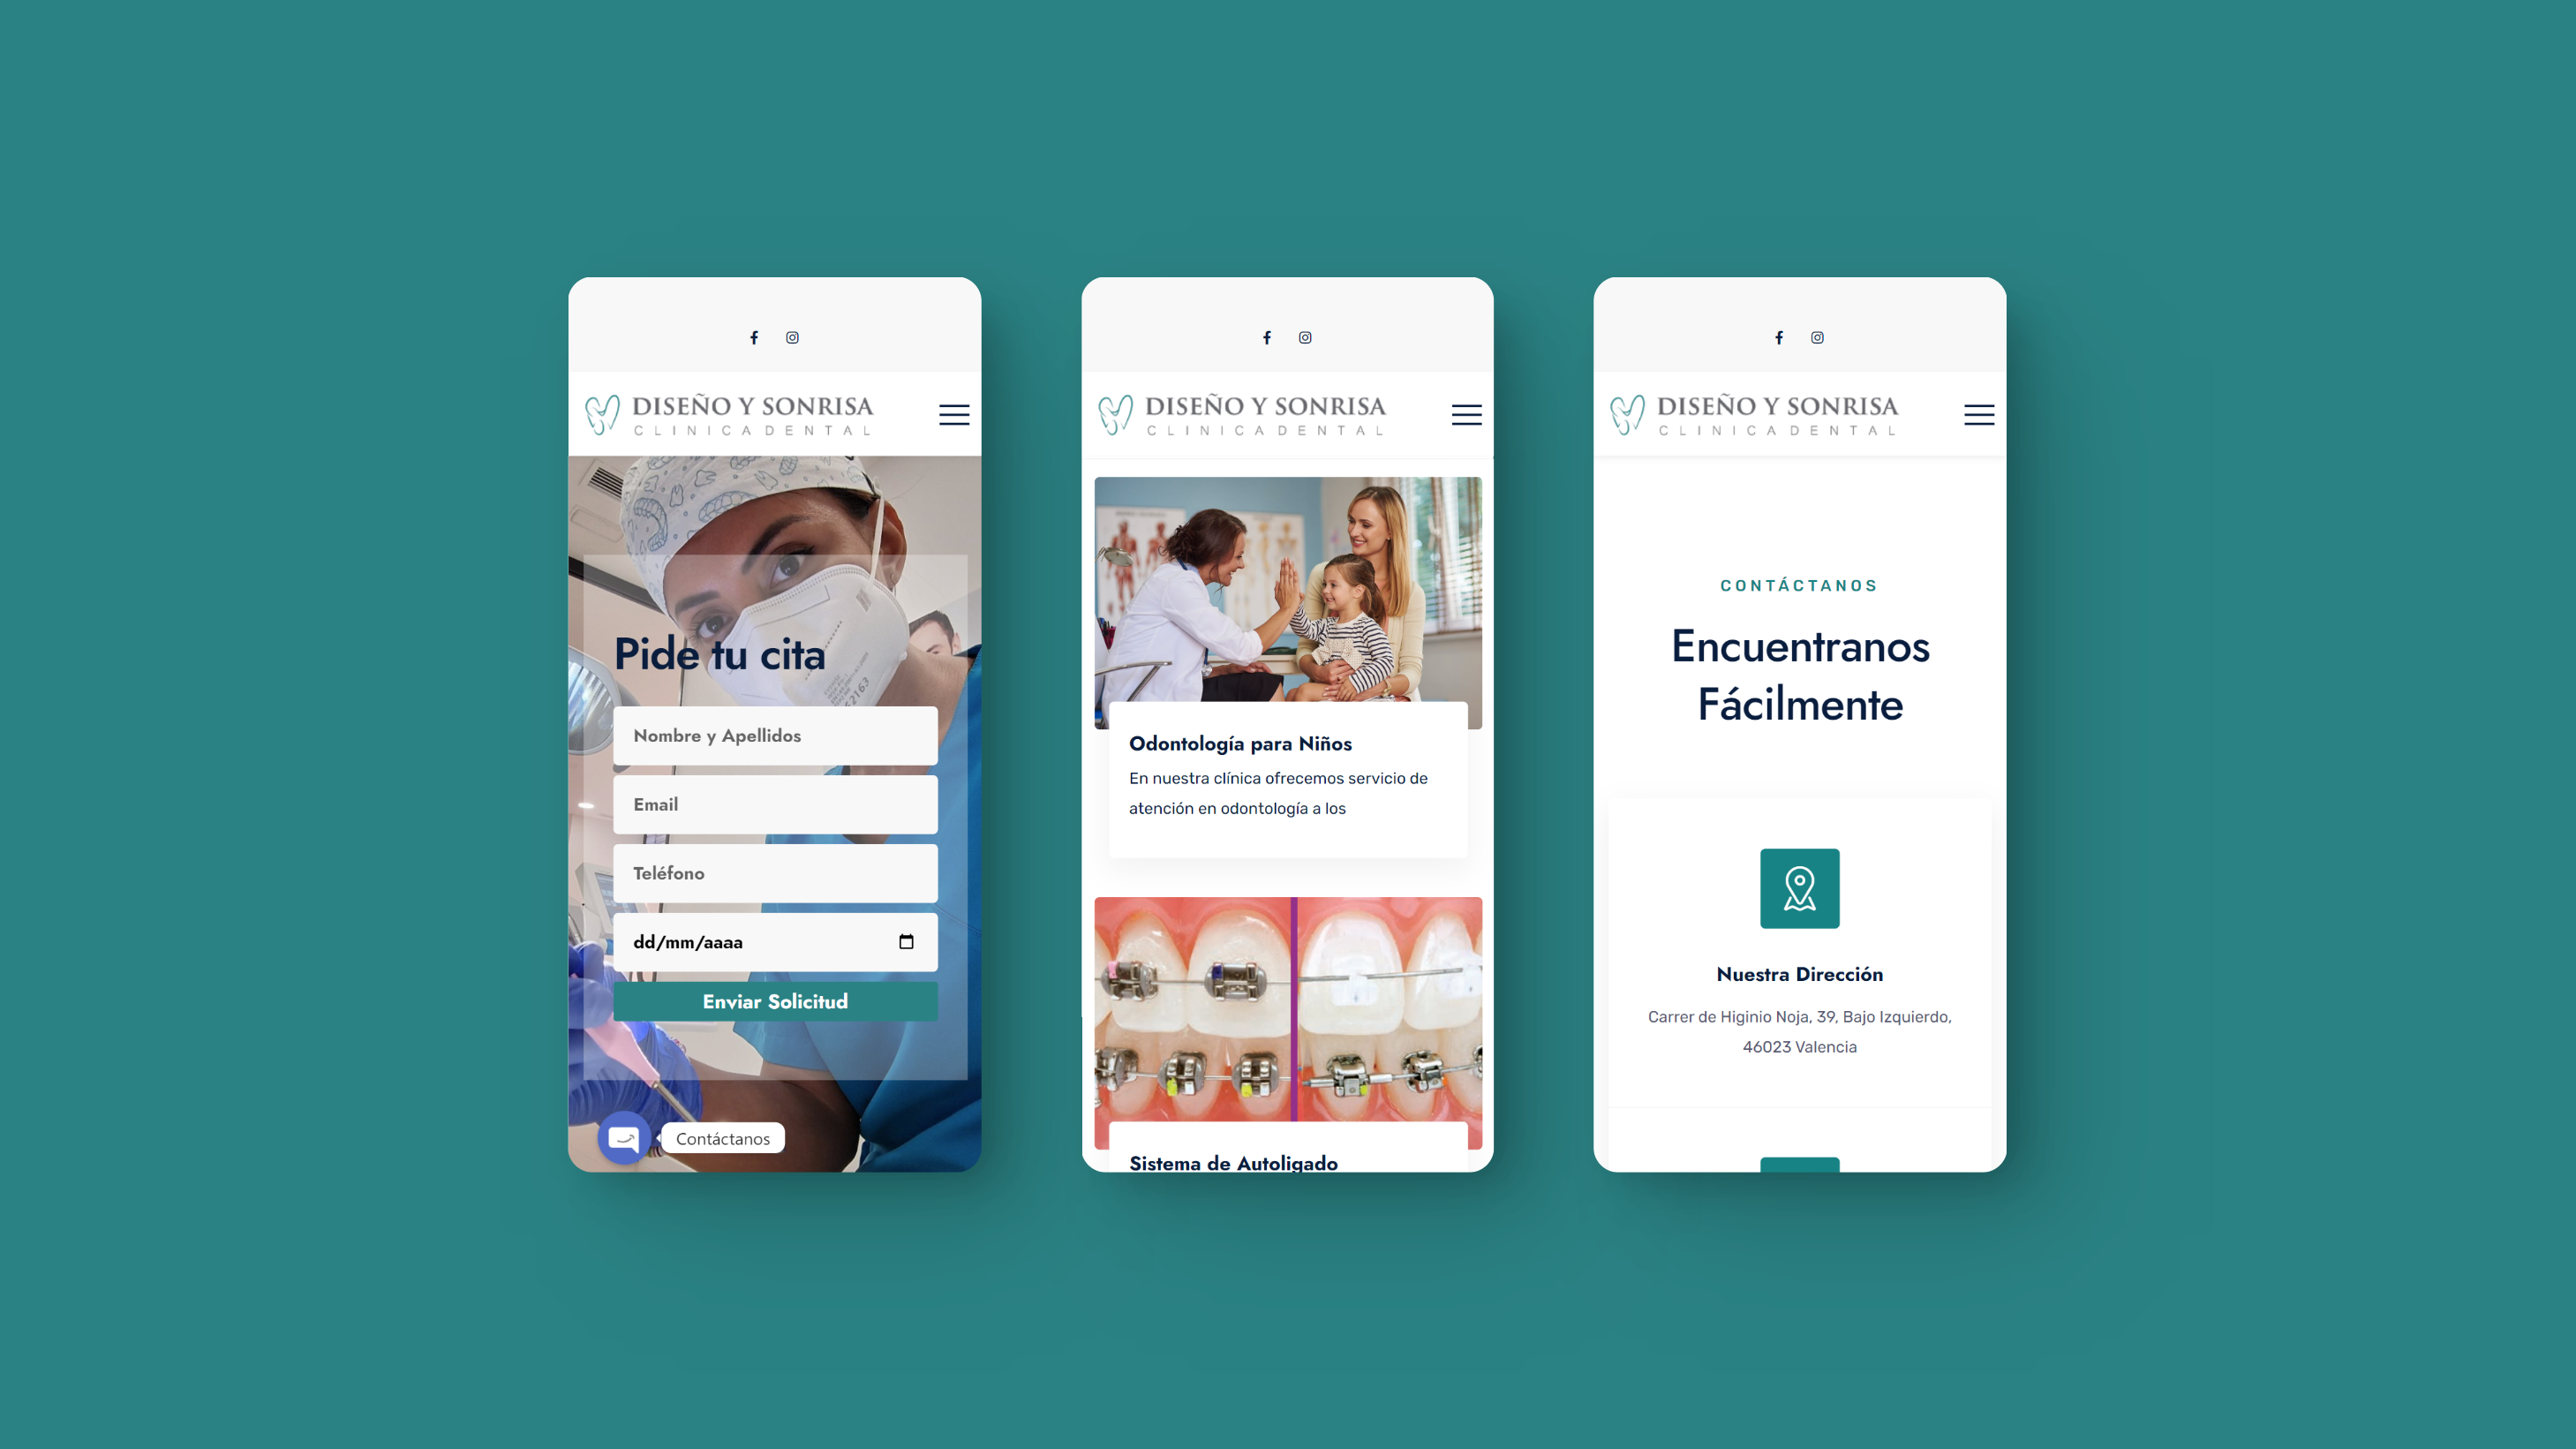 DISEÑO Y SONRISA
CLINICA DENTAL
Pide tu cita
Nombre y Apellidos
Email
Teléfono
dd/mm/aaaa
Enviar Solicitud
Contáctanos
DISEÑO Y SONRISA
CLINICA DENTAL
Odontología para Niños
En nuestra clínica ofrecemos servicio de
atención en odontología a los
Sistema de Autoligado
DISEÑO Y SONRISA
CLINICA DENTAL
CONTÁCTANOS
Encuentranos
Fácilmente
Nuestra Dirección
Carrer de Higinio Noja, 39, Bajo Izquierdo,
46023 Valencia